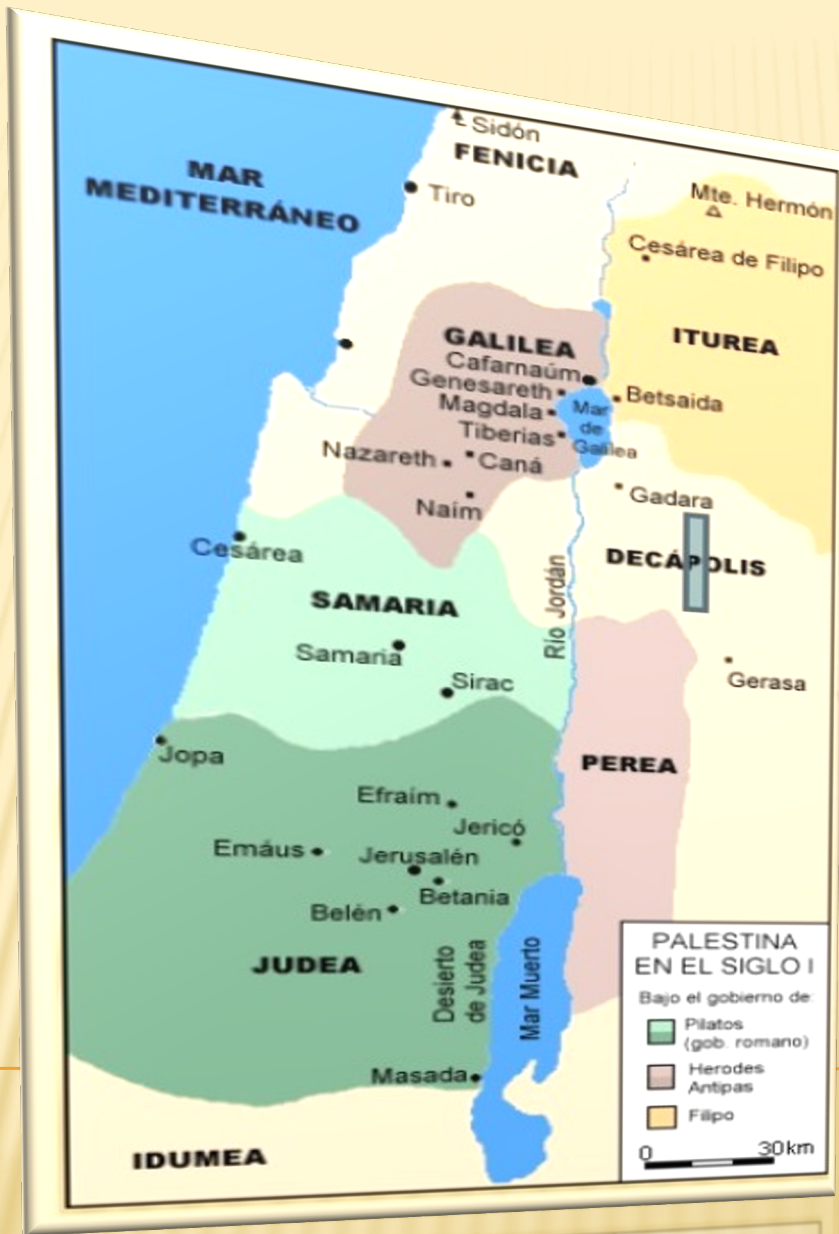 Sidón
FENICIA
MAR
MEDITERRÁNEO
Tiro
Mte. Hermón
Cesárea de Filipo
ITUREA
GALILEA
Cafarnaúm
Genesareth
Magdala
Tiberias
Mar
de
Galilea
Betsaida
Nazareth
Caná
Naím
Gadara
DECÁPOLIS
Cesárea
SAMARIA
Samaria
Sirac
Río Jordán
Gerasa
Jopa
PEREA
Efraím
Jericó
Emáus
Jerusalén
Betania
Belén
JUDEA
Desierto
de Judea
Mar Muerto
Masada
IDUMEA
PALESTINA
EN EL SIGLO I
Bajo el gobierno de:
Pilatos
(gob. romano)
Herodes
Antipas
Filipo
0 30km